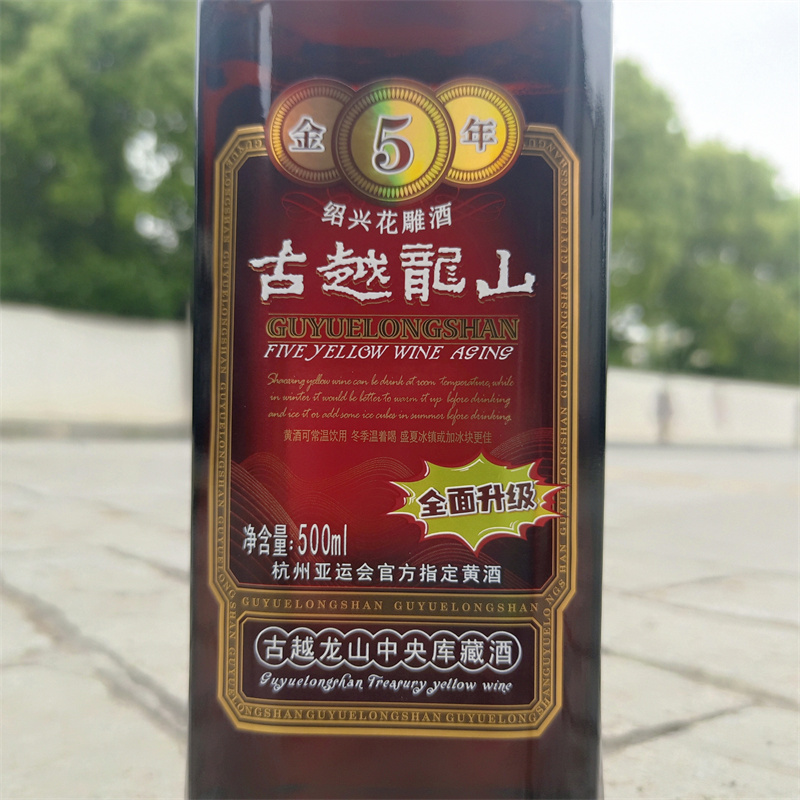 金 5 年
绍兴花雕酒
古越龍山
GUYUELONGSHAN
FIVE YELLOW WINE AGING
Shaoxing yellow wine can be drink at room temperature, while
in winter it would be better to warm it up before drinking
and ice it or add some ice cubes in summer before drinking.
黄酒可常温饮用 冬季温着喝 盛夏冰镇或加冰块更佳
全面升级
净含量:500ml
杭州亚运会官方指定黄酒
GUYUELONGSHAN GUYUELONGSHAN
古越龙山中央库藏酒
Guyuelongshan Treasury yellow wine
GUYUELONGSHAN GUYUELONGSHAN